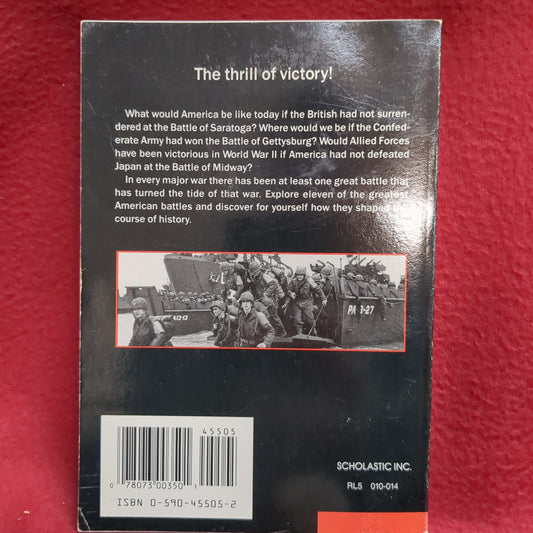 The thrill of victory!
What would America be like today if the British had not surren-
dered at the Battle of Saratoga? Where would we be if the Confed-
erate Army had won the Battle of Gettysburg? Would Allied Forces
have been victorious in World War II if America had not defeated
Japan at the Battle of Midway?
In every major war there has been at least one great battle that
has turned the tide of that war. Explore eleven of the greatest
American battles and discover for yourself how they shaped
course of history.
PA 3-27
45505
0 78073 00350 1
ISBN 0-590-45505-2
SCHOLASTIC INC.
RL5 010-014